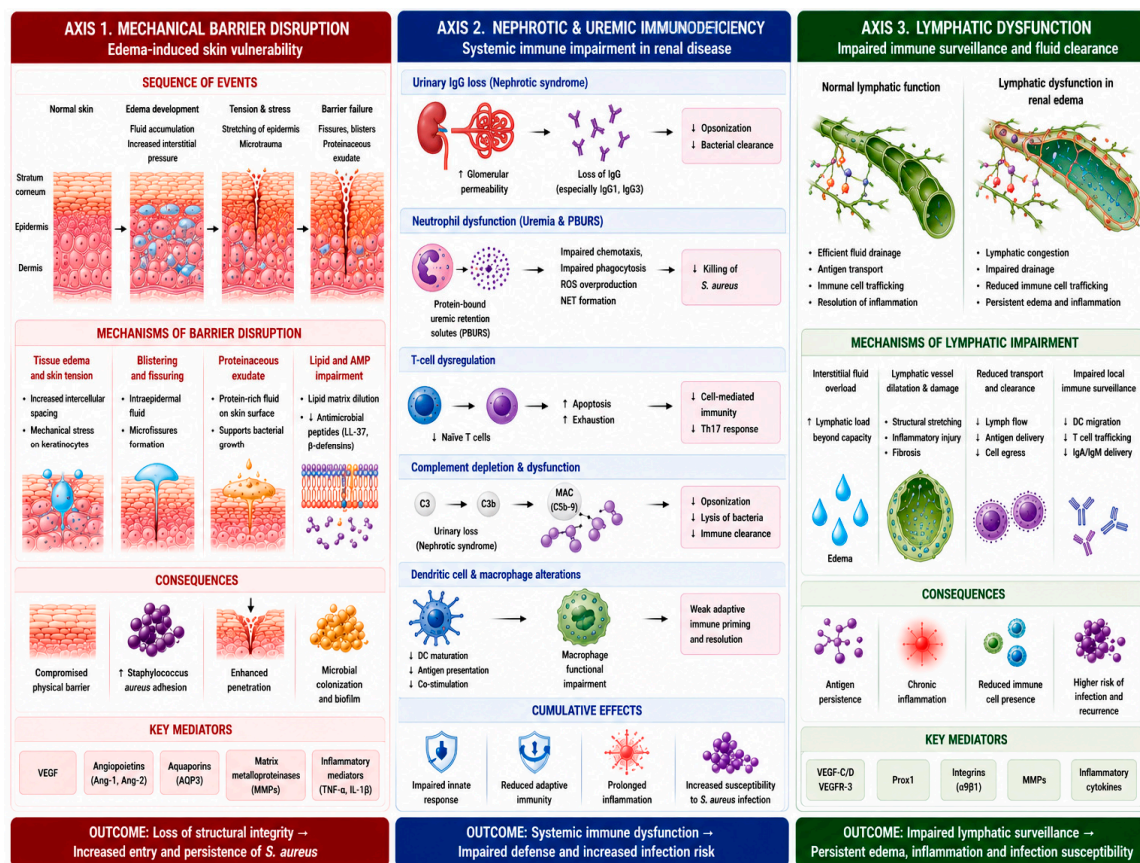 AXIS 1. MECHANICAL BARRIER DISRUPTION
Edema-induced skin vulnerability
SEQUENCE OF EVENTS
Normal skin
Edema development
Fluid accumulation
Increased interstitial
pressure
Tension & stress
Stretching of epidermis
Microtrauma
Barrier failure
Fissures, blisters
Proteinaceous
exudate
Stratum
corneum
Epidermis
Dermis
MECHANISMS OF BARRIER DISRUPTION
Tissue edema
and skin tension
• Increased intercellular
spacing
• Mechanical stress
on keratinocytes
Blistering
and fissuring
• Intraepidermal
fluid
• Microfissures
formation
Proteinaceous
exudate
• Protein-rich fluid
on skin surface
• Supports bacterial
growth
Lipid and AMP
impairment
• Lipid matrix dilution
• ↓ Antimicrobial
peptides (LL-37,
β-defensins)
CONSEQUENCES
Compromised
physical barrier
↑ Staphylococcus
aureus adhesion
Enhanced
penetration
Microbial
colonization
and biofilm
KEY MEDIATORS
VEGF
Angiopoietins
(Ang-1, Ang-2)
Aquaporins
(AQP3)
Matrix
metalloproteinases
(MMPs)
Inflammatory
mediators
(TNF-α, IL-1β)
OUTCOME: Loss of structural integrity →
Increased entry and persistence of S. aureus
AXIS 2. NEPHROTIC & UREMIC IMMUNODEFICIENCY
Systemic immune impairment in renal disease
Urinary IgG loss (Nephrotic syndrome)
↑ Glomerular
permeability
Loss of IgG
(especially IgG1, IgG3)
↓ Opsonization
↓ Bacterial clearance
Neutrophil dysfunction (Uremia & PBURS)
Protein-bound
uremic retention
solutes (PBURS)
Impaired chemotaxis,
Impaired phagocytosis
ROS overproduction
NET formation
↓ Killing of
S. aureus
T-cell dysregulation
↓ Naïve T cells
↑ Apoptosis
↑ Exhaustion
↓ Cell-mediated
immunity
↓ Th17 response
Complement depletion & dysfunction
C3
C3b
MAC
(C5b-9)
Urinary loss
(Nephrotic syndrome)
↓ Opsonization
↓ Lysis of bacteria
↓ Immune clearance
Dendritic cell & macrophage alterations
↓ DC maturation
↓ Antigen presentation
↓ Co-stimulation
Macrophage
functional
impairment
Weak adaptive
immune priming
and resolution
CUMULATIVE EFFECTS
Impaired innate
response
Reduced adaptive
immunity
Prolonged
inflammation
Increased susceptibility
to S. aureus infection
OUTCOME: Systemic immune dysfunction →
Impaired defense and increased infection risk
AXIS 3. LYMPHATIC DYSFUNCTION
Impaired immune surveillance and fluid clearance
Normal lymphatic function
• Efficient fluid drainage
• Antigen transport
• Immune cell trafficking
• Resolution of inflammation
Lymphatic dysfunction in
renal edema
• Lymphatic congestion
• Impaired drainage
• Reduced immune cell trafficking
• Persistent edema and inflammation
MECHANISMS OF LYMPHATIC IMPAIRMENT
Interstitiial fluid
overload
↑ Lymphatic load
beyond capacity
Edema
Lymphatic vessel
dilatation & damage
• Structural stretching
• Inflammatory injury
• Fibrosis
Reduced transport
and clearance
↓ Lymph flow
↓ Antigen delivery
↓ Cell egress
Impaired local
immune surveillance
↓ DC migration
↓ T cell trafficking
↓ IgA/IgM delivery
CONSEQUENCES
Antigen
persistence
Chronic
inflammation
Reduced immune
cell presence
Higher risk of
infection and
recurrence
KEY MEDIATORS
VEGF-C/D
VEGFR-3
Prox1
Integrins
(α9β1)
MMPs
Inflammatory
cytokines
OUTCOME: Impaired lymphatic surveillance →
Persistent edema, inflammation and infection susceptibility